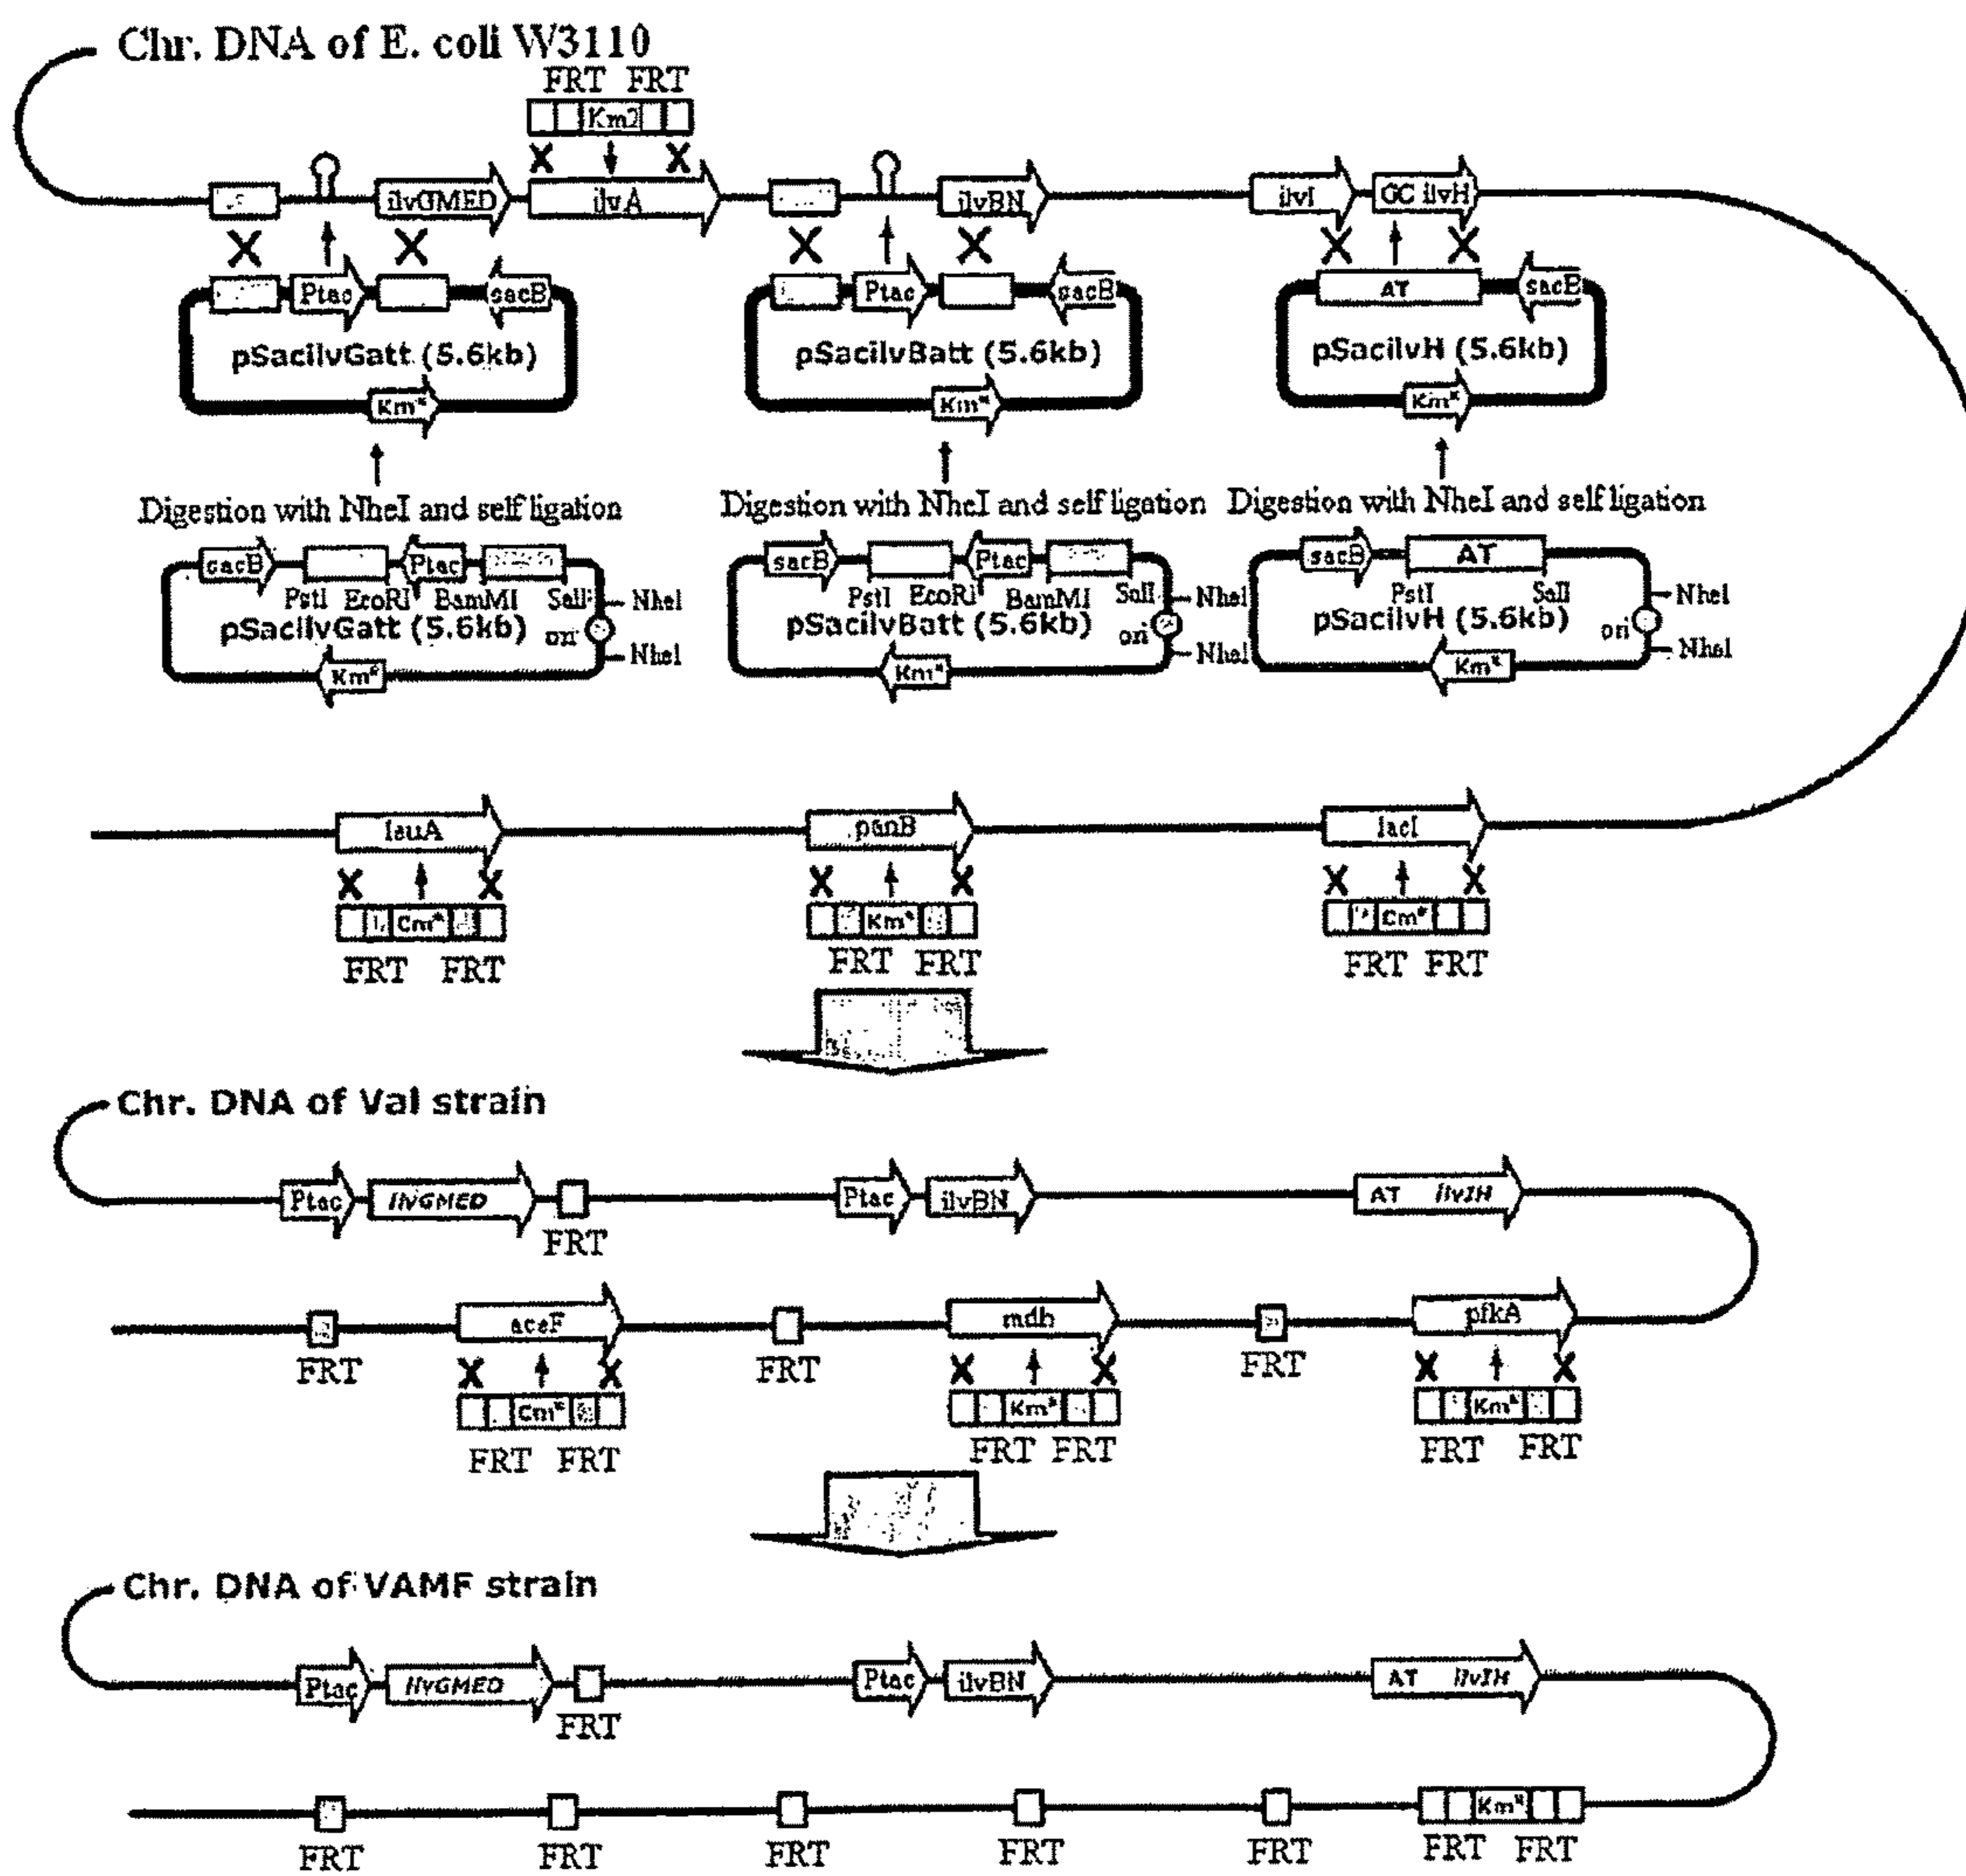 Chr. DNA of E. coli W3110
FRT FRT
Km2
ilvGMED
ilvA
ilvBN
ilvI
GC ilvH
Ptac
sacB
Ptac
sacB
AT
sacB
pSacilvGatt (5.6kb)
pSacilvBatt (5.6kb)
pSacilvH (5.6kb)
Km
Km
Km
Digestion with NheI and self ligation
Digestion with NheI and self ligation
Digestion with NheI and self ligation
sacB
Ptac
sacB
Ptac
sacB
AT
PstI EcoRI BamMI SalI NheI
PstI EcoRI BamMI SalI NheI
PstI SalI NheI
pSacilvGatt (5.6kb) ori
pSacilvBatt (5.6kb) ori
pSacilvH (5.6kb) ori
NheI
NheI
NheI
Km
Km
Km
leuA
panB
lacI
Cm
Km
Cm
FRT FRT
FRT FRT
FRT FRT
Chr. DNA of Val strain
Ptac
ilvGMED
Ptac
ilvBN
AT ilvIH
FRT
aceF
mdh
pfkA
FRT
FRT
FRT
Cm
Km
Km
FRT FRT
FRT FRT
FRT FRT
Chr. DNA of VAMF strain
Ptac
ilvGMED
Ptac
ilvBN
AT ilvIH
FRT
Km
FRT
FRT
FRT
FRT
FRT
FRT FRT